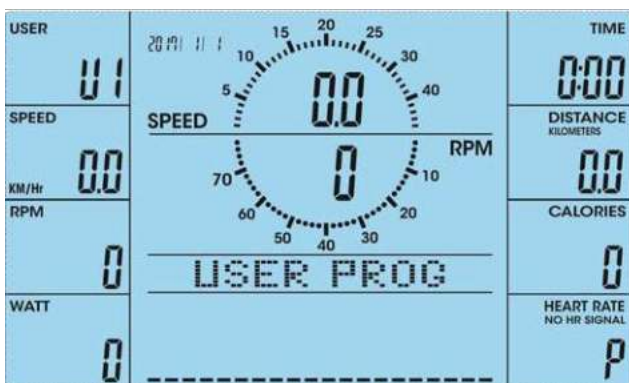 USER
U1
SPEED
KM/Hr 0.0
RPM
0
WATT
0
2017/ 1/ 1
5 10 15 20 25 30 40
0.0
SPEED
RPM
0
70 60 50 40 30 20 10
USER PROG
TIME
0:00
DISTANCE
KILOMETERS
0.0
CALORIES
0
HEART RATE
NO HR SIGNAL
P